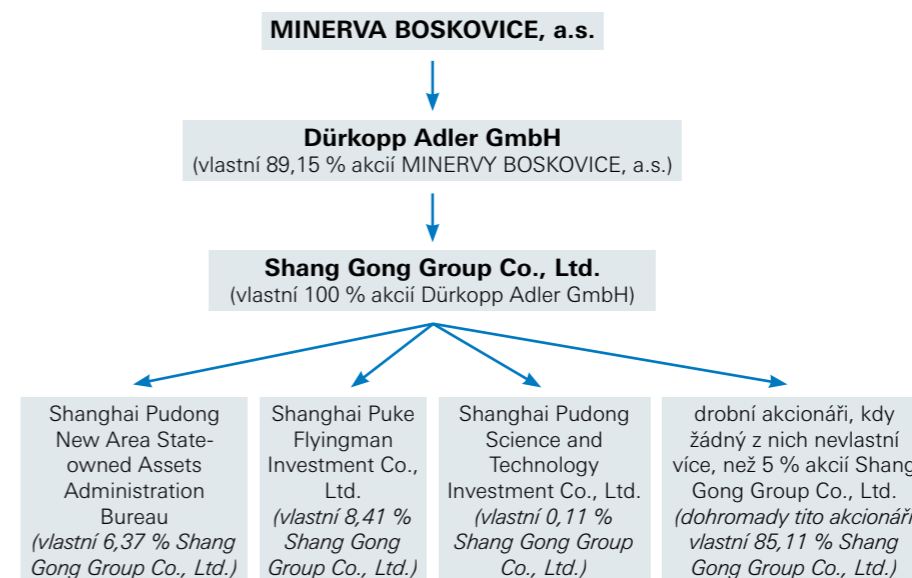 MINERVA BOSKOVICE, a.s.
Dürkopp Adler GmbH
(vlastní 89,15 % akcií MINERVY BOSKOVICE, a.s.)
Shang Gong Group Co., Ltd.
(vlastní 100 % akcií Dürkopp Adler GmbH)
Shanghai Pudong
New Area State-
owned Assets
Administration
Bureau
(vlastní 6,37 % Shang
Gong Group Co., Ltd.)
Shanghai Puke
Flyingman
Investment Co.,
Ltd.
(vlastní 8,41 %
Shang Gong
Group Co., Ltd.)
Shanghai Pudong
Science and
Technology
Investment Co., Ltd.
(vlastní 0,11 %
Shang Gong Group
Co., Ltd.)
drobní akcionáři, kdy
žádný z nich nevlastní
více, než 5 % akcií Shang
Gong Group Co., Ltd.
(dohromady tito akcionáři
vlastní 85,11 % Shang
Gong Group Co., Ltd.)